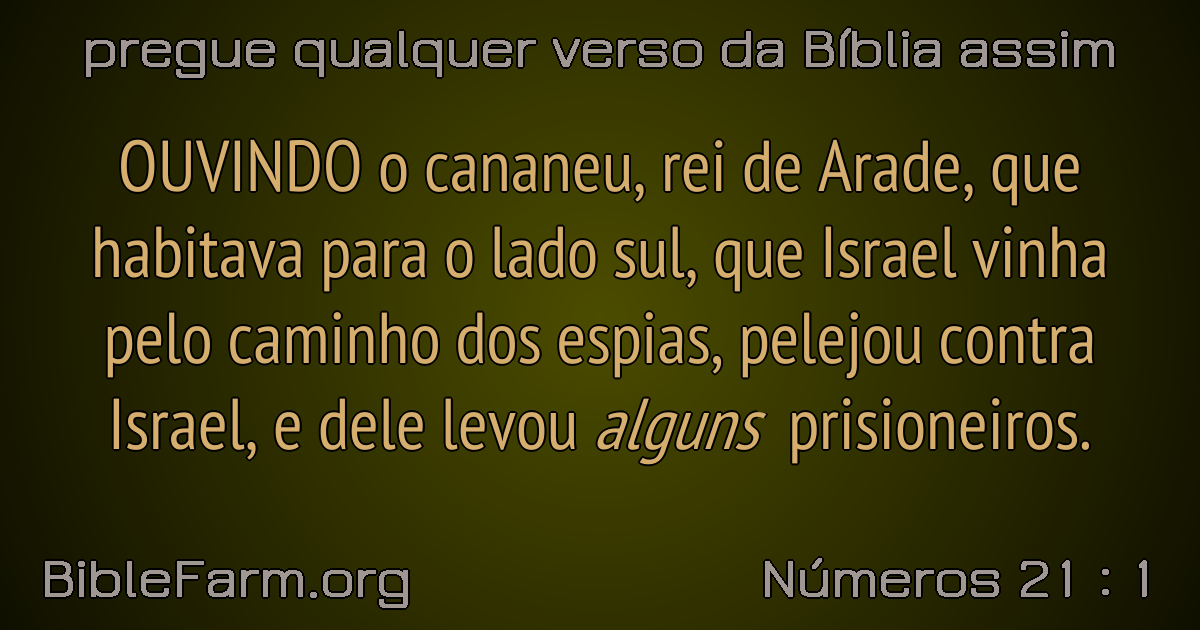 pregue qualquer verso da Bíblia assim
OUVINDO o cananeu, rei de Arade, que
habitava para o lado sul, que Israel vinha
pelo caminho dos espias, pelejou contra
Israel, e dele levou alguns prisioneiros.
BibleFarm.org
Números 21 : 1